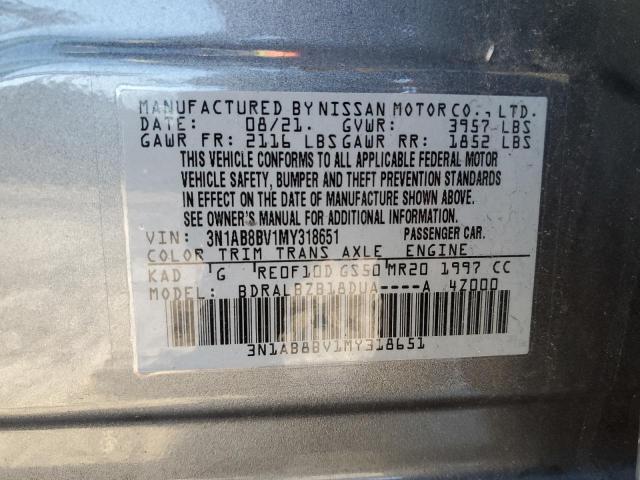 MANUFACTURED BY NISSAN MOTOR CO., LTD.
DATE: 08/21. GVWR: 3957 LBS
GAWR FR: 2116 LBS GAWR RR: 1852 LBS
THIS VEHICLE CONFORMS TO ALL APPLICABLE FEDERAL MOTOR
VEHICLE SAFETY, BUMPER AND THEFT PREVENTION STANDARDS
IN EFFECT ON THE DATE OF MANUFACTURE SHOWN ABOVE.
SEE OWNER'S MANUAL FOR ADDITIONAL INFORMATION.
VIN: 3N1AB8BV1MY318651 PASSENGER CAR.
COLOR TRIM TRANS AXLE ENGINE
KAD G RE0F10D GS50 MR20 1997 CC
MODEL: BDRALBZB18DUA----A 4Z000
3N1AB8BV1MY318651